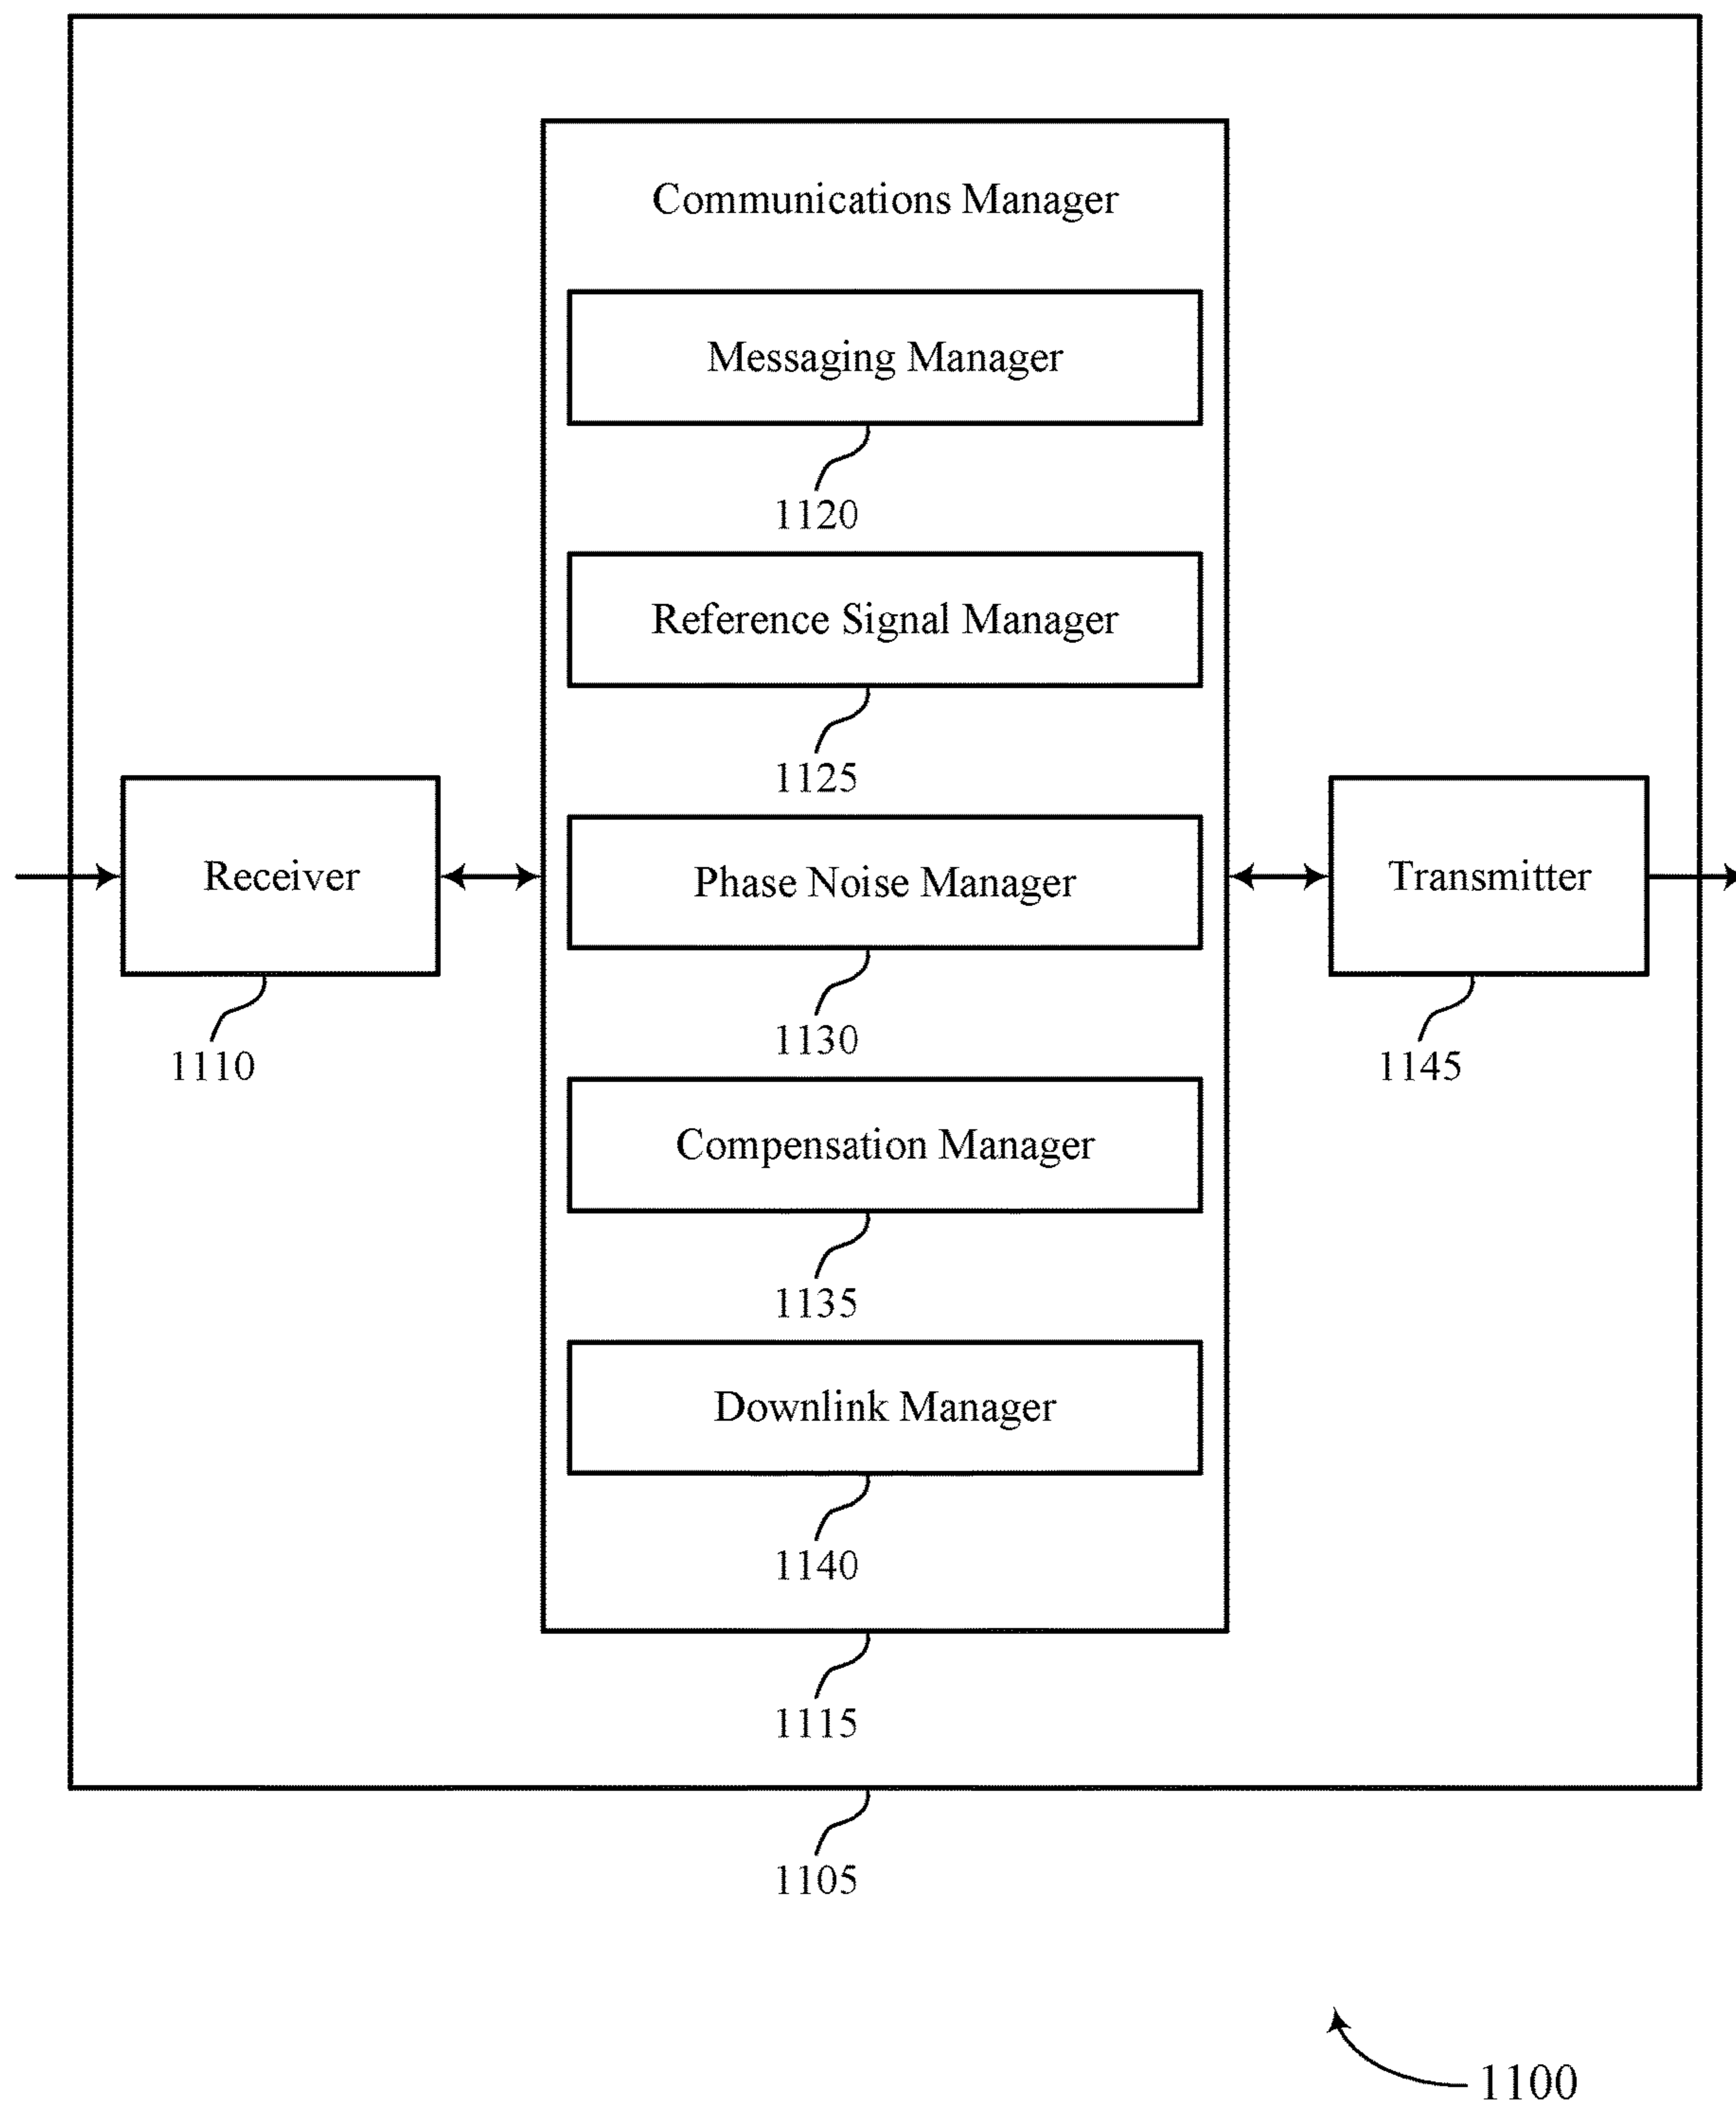 Communications Manager
Messaging Manager
1120
Reference Signal Manager
1125
Receiver
1110
Phase Noise Manager
1130
Transmitter
1145
Compensation Manager
1135
Downlink Manager
1140
1115
1105
1100